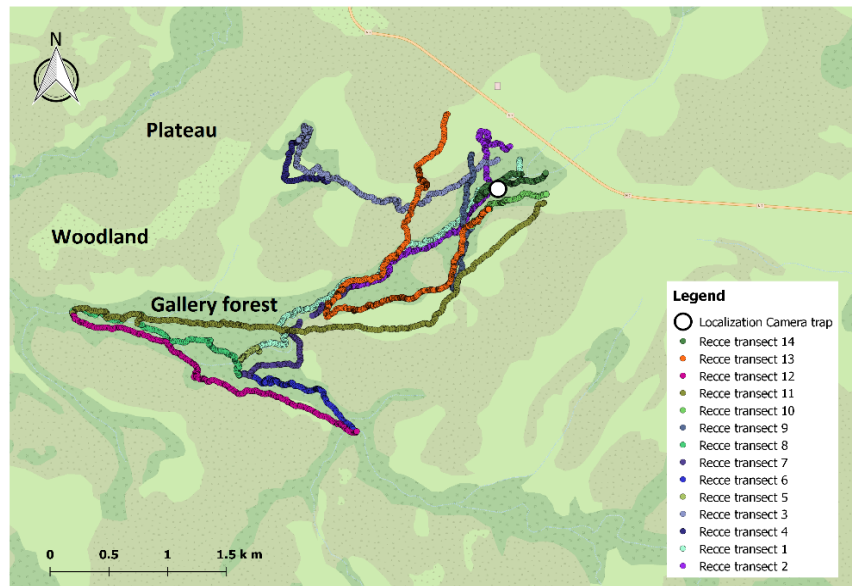 N
Plateau
Woodland
Gallery forest
Legend
Localization Camera trap
Recce transect 14
Recce transect 13
Recce transect 12
Recce transect 11
Recce transect 10
Recce transect 9
Recce transect 8
Recce transect 7
Recce transect 6
Recce transect 5
Recce transect 3
Recce transect 4
Recce transect 1
Recce transect 2
0 0.5 1 1.5 k m